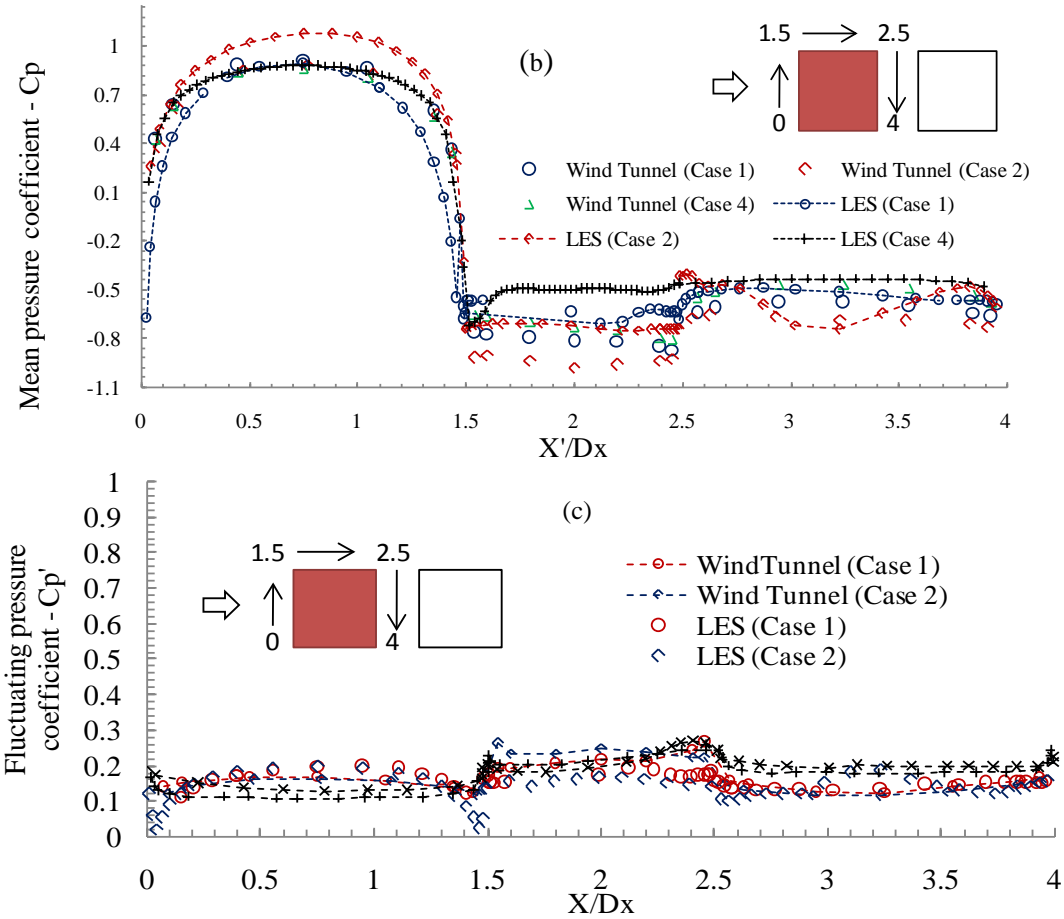 Mean pressure coefficient - Cp
1
0.7
0.4
0.1
-0.2
-0.5
-0.8
-1.1
(b)
1.5
2.5
0
4
Wind Tunnel (Case 1)
Wind Tunnel (Case 2)
Wind Tunnel (Case 4)
LES (Case 1)
LES (Case 2)
LES (Case 4)
0
0.5
1
1.5
2
2.5
3
3.5
4
X'/Dx
Fluctuating pressure
coefficient - Cp'
1
0.9
0.8
0.7
0.6
0.5
0.4
0.3
0.2
0.1
0
(c)
1.5
2.5
0
4
Wind Tunnel (Case 1)
Wind Tunnel (Case 2)
LES (Case 1)
LES (Case 2)
0
0.5
1
1.5
2
2.5
3
3.5
4
X/Dx